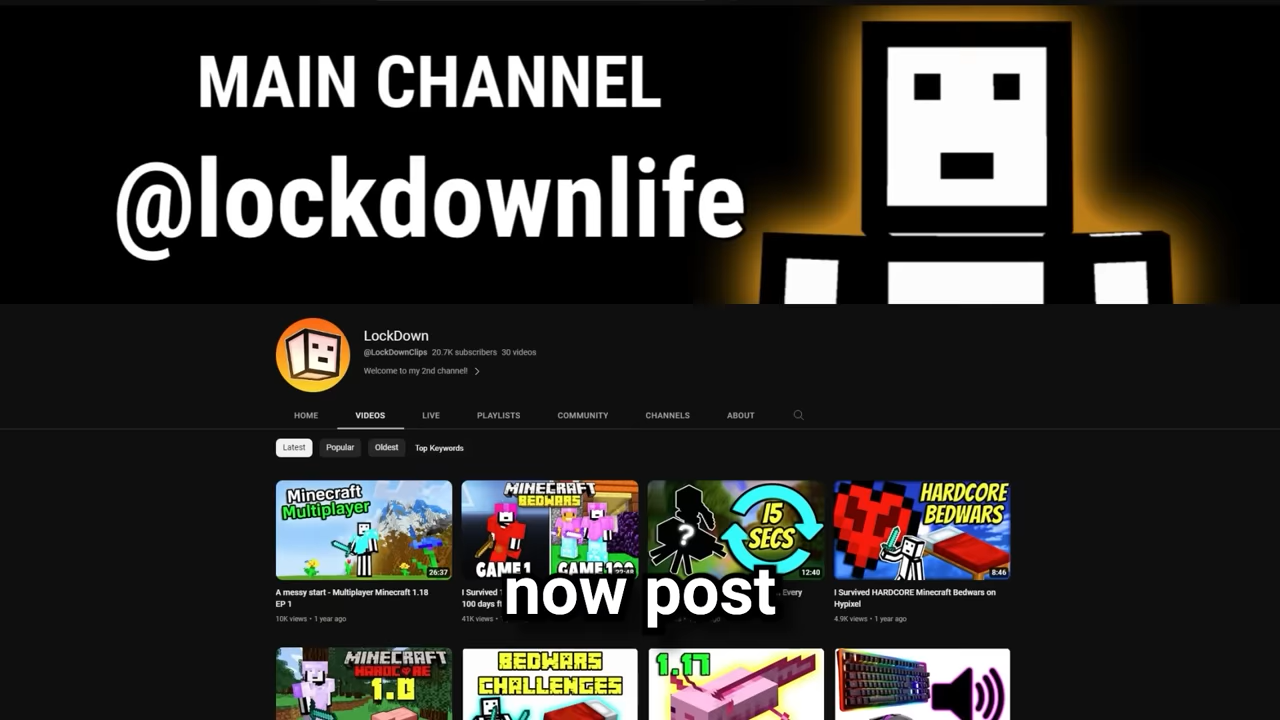 MAIN CHANNEL
@lockdownlife
LockDown
@LockDownClips 20.7K subscribers 30 videos
Welcome to my 2nd channel!
HOME VIDEOS LIVE PLAYLISTS COMMUNITY CHANNELS ABOUT
Latest Popular Oldest Top Keywords
Minecraft
Multiplayer
26:37
MINECRAFT
BEDWARS
GAME 1 GAME 100
?
15
SECS
12:40
HARDCORE
BEDWARS
8:46
A messy start - Multiplayer Minecraft 1.18
EP 1
10K views • 1 year ago
I Survived
100 days
41K views •
Every
ago
I Survived HARDCORE Minecraft Bedwars on
Hypixel
4.9K views • 1 year ago
now post
MINECRAFT
HARDCORE
1.0
BEDWARS
CHALLENGES
1.17